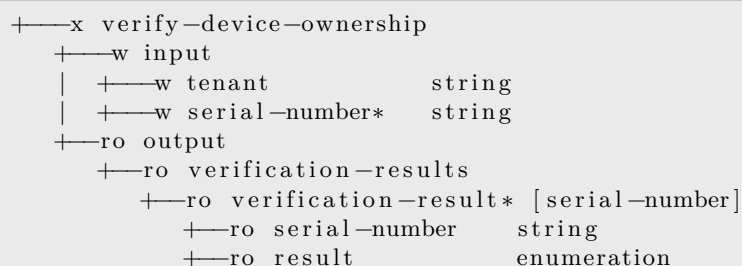 +---x verify-device-ownership
   +---w input
   |  +---w tenant            string
   |  +---w serial-number*    string
   +--ro output
      +--ro verification-results
         +--ro verification-result* [serial-number]
            +--ro serial-number    string
            +--ro result           enumeration